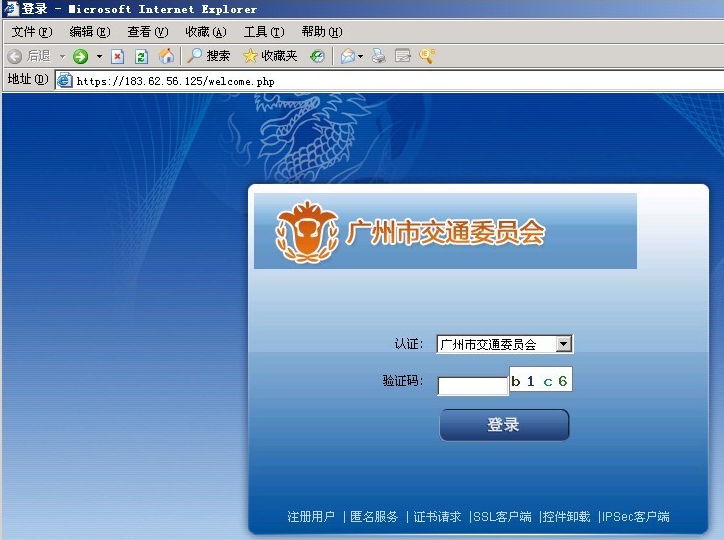 登录 - Microsoft Internet Explorer
文件(F) 编辑(E) 查看(V) 收藏(A) 工具(T) 帮助(H)
后退 搜索 收藏夹
地址(D) https://183.62.56.125/welcome.php
广州市交通委员会
认证: 广州市交通委员会
验证码: b 1 c 6
登录
注册用户 | 匿名服务 | 证书请求 |SSL客户端 |控件卸载 |IPSec客户端